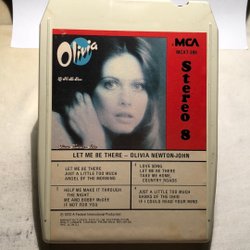 Olivia
MCA
Stereo 8
LET ME BE THERE — OLIVIA NEWTON-JOHN
LET ME BE THERE
JUST A LITTLE TOO MUCH
ANGEL OF THE MORNING
LOVE SONG
LET ME BE THERE
TAKE ME HOME,
COUNTRY ROADS
HELP ME MAKE IT THROUGH
THE NIGHT
ME AND BOBBY McGEE
IF NOT FOR YOU
JUST A LITTLE TOO MUCH
BANKS OF THE OHIO
IF I COULD READ YOUR MIND